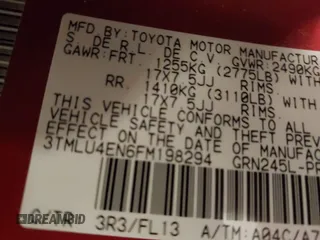 MFD. BY: TOYOTA MOTOR MANUFACTUR
S DE R.L. DE C.V. GVWR: 2490KG
GAWR: FRT. 1255KG (2775LB) WITH
17X7.5JJ RIMS,
RR. 1410KG (3110LB) WITH
17X7.5JJ RIMS,
THIS VEHICLE CONFORMS TO ALL
VEHICLE SAFETY AND THEFT PREV
EFFECT ON THE DATE OF MANUFAC
3TMLU4EN6FM198294 GRN245L-PR
3R3/FL13 A/TM: A04C/A7
DREAMBID